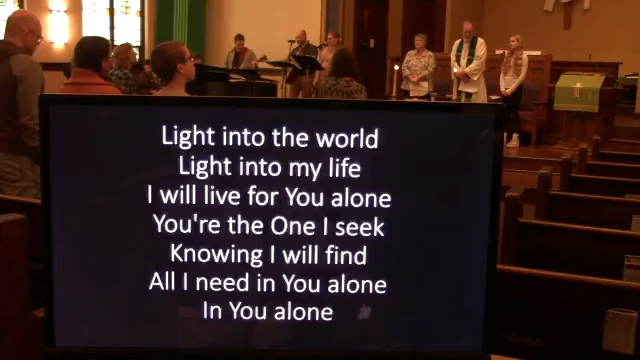 Light into the world
Light into my life
I will live for You alone
You're the One I seek
Knowing I will find
All I need in You alone
In You alone